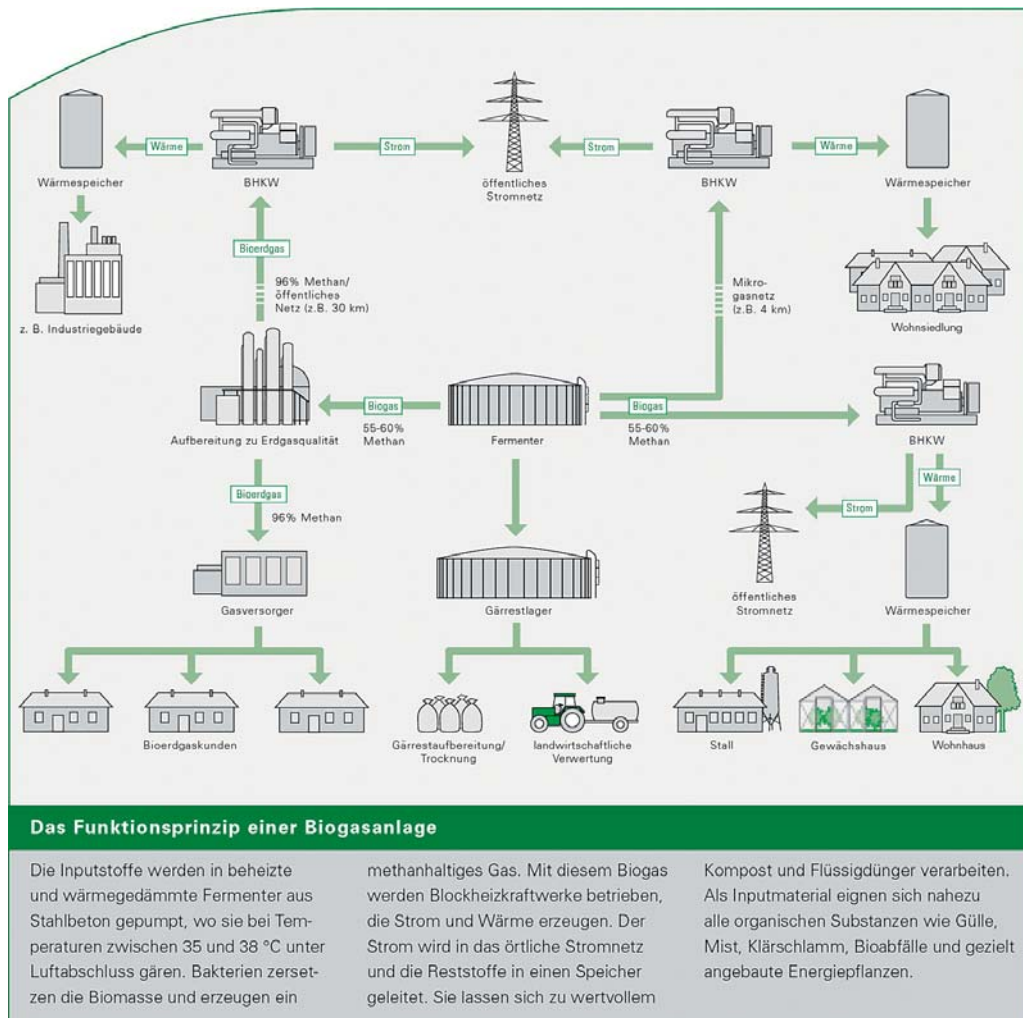 Wärme
Strom
Strom
Wärme
Wärmespeicher
BHKW
öffentliches
Stromnetz
BHKW
Wärmespeicher
Bioerdgas
96% Methan/
öffentliches
Netz (z.B. 30 km)
Mikro-
gasnetz
(z.B. 4 km)
z. B. Industriegebäude
Wohnsiedlung
Biogas
55-60%
Methan
Biogas
55-60%
Methan
Aufbereitung zu Erdgasqualität
Fermenter
BHKW
Wärme
Bioerdgas
96% Methan
Strom
Gasversorger
Gärrestlager
öffentliches
Stromnetz
Wärmespeicher
Bioerdgaskunden
Gärrestaufbereitung/
Trocknung
landwirtschaftliche
Verwertung
Stall
Gewächshaus
Wohnhaus
Das Funktionsprinzip einer Biogasanlage
Die Inputstoffe werden in beheizte
und wärmegedämmte Fermenter aus
Stahlbeton gepumpt, wo sie bei Tem-
peraturen zwischen 35 und 38 °C unter
Luftabschluss gären. Bakterien zerset-
zen die Biomasse und erzeugen ein
methanhaltiges Gas. Mit diesem Biogas
werden Blockheizkraftwerke betrieben,
die Strom und Wärme erzeugen. Der
Strom wird in das örtliche Stromnetz
und die Reststoffe in einen Speicher
geleitet. Sie lassen sich zu wertvollem
Kompost und Flüssigdünger verarbeiten.
Als Inputmaterial eignen sich nahezu
alle organischen Substanzen wie Gülle,
Mist, Klärschlamm, Bioabfälle und gezielt
angebaute Energiepflanzen.